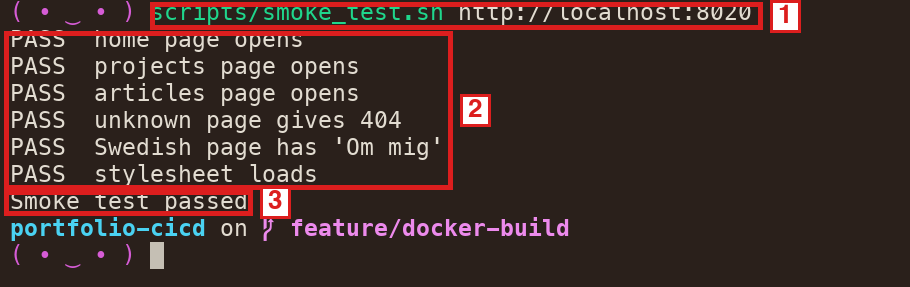 ( • ‿ • ) scripts/smoke_test.sh http://localhost:8020 1
PASS  home page opens
PASS  projects page opens
PASS  articles page opens
PASS  unknown page gives 404 2
PASS  Swedish page has 'Om mig'
PASS  stylesheet loads
Smoke test passed 3
portfolio-cicd on feature/docker-build
( • ‿ • )